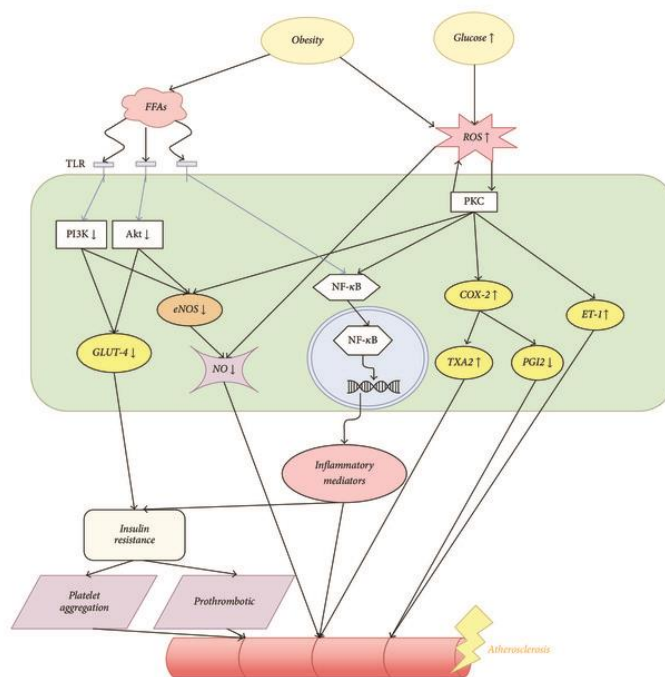 Obesity
Glucose ↑
FFAs
ROS ↑
TLR
PKC
PI3K ↓
Akt ↓
NF-κB
COX-2 ↑
eNOS ↓
ET-1 ↑
NF-κB
GLUT-4 ↓
NO ↓
TXA2 ↑
PGI2 ↓
Inflammatory
mediators
Insulin
resistance
Platelet
aggregation
Prothrombotic
Atherosclerosis